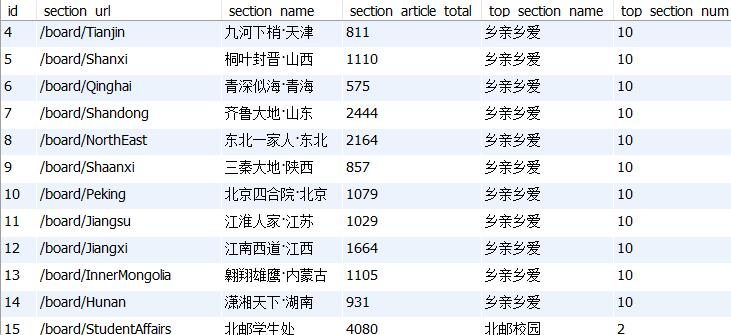 id section_url section_name section_article_total top_section_name top_section_num
4 /board/Tianjin 九河下梢·天津 811 乡亲乡爱 10
5 /board/Shanxi 桐叶封晋·山西 1110 乡亲乡爱 10
6 /board/Qinghai 青深似海·青海 575 乡亲乡爱 10
7 /board/Shandong 齐鲁大地·山东 2444 乡亲乡爱 10
8 /board/NorthEast 东北一家人·东北 2164 乡亲乡爱 10
9 /board/Shaanxi 三秦大地·陕西 857 乡亲乡爱 10
10 /board/Peking 北京四合院·北京 1079 乡亲乡爱 10
11 /board/Jiangsu 江淮人家·江苏 1029 乡亲乡爱 10
12 /board/Jiangxi 江南西道·江西 1664 乡亲乡爱 10
13 /board/InnerMongolia 翱翔雄鹰·内蒙古 1105 乡亲乡爱 10
14 /board/Hunan 潇湘天下·湖南 931 乡亲乡爱 10
15 /board/StudentAffairs 北邮学生处 4080 北邮校园 2